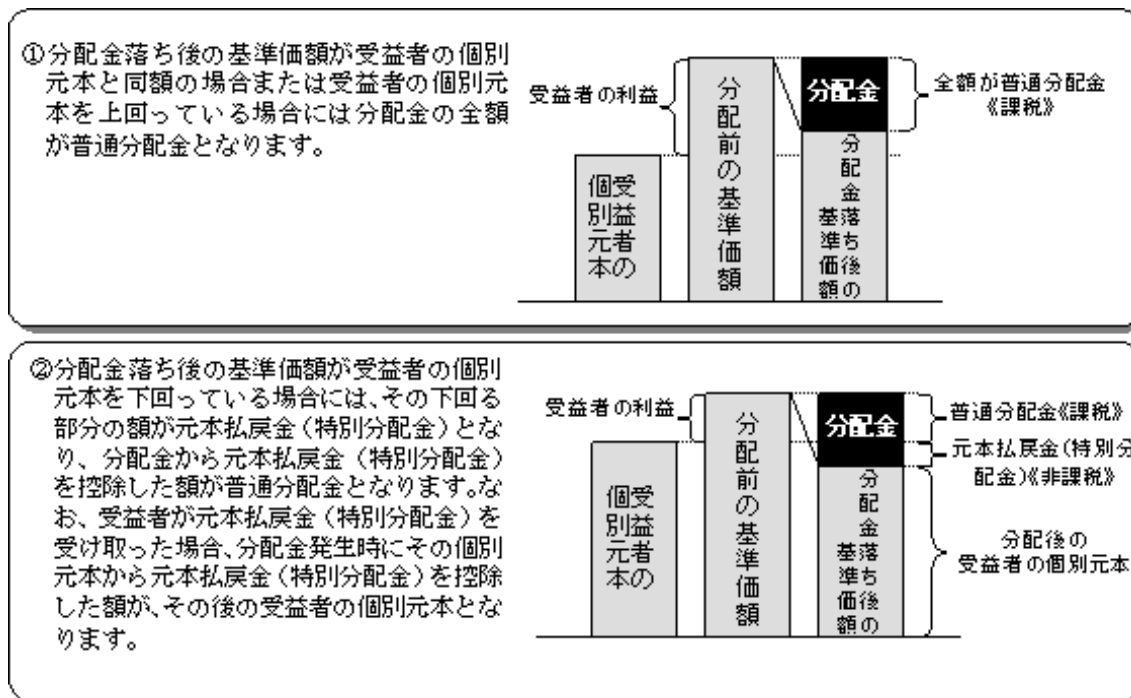 ①分配金落ち後の基準価額が受益者の個別
元本と同額の場合または受益者の個別元
本を上回っている場合には分配金の全額
が普通分配金となります。
受益者の利益
受益者の
個別元本
分配前の基準価額
分配金
分配金落ち後の
基準価額
全額が普通分配金
《課税》
②分配金落ち後の基準価額が受益者の個別
元本を下回っている場合には、その下回る
部分の額が元本払戻金（特別分配金）とな
り、分配金から元本払戻金（特別分配金）
を控除した額が普通分配金となります。な
お、受益者が元本払戻金（特別分配金）を
受け取った場合、分配金発生時にその個別
元本から元本払戻金（特別分配金）を控除
した額が、その後の受益者の個別元本とな
ります。
受益者の利益
受益者の
個別元本
分配前の基準価額
分配金
分配金落ち後の
基準価額
普通分配金《課税》
元本払戻金（特別分
配金）《非課税》
分配後の
受益者の個別元本